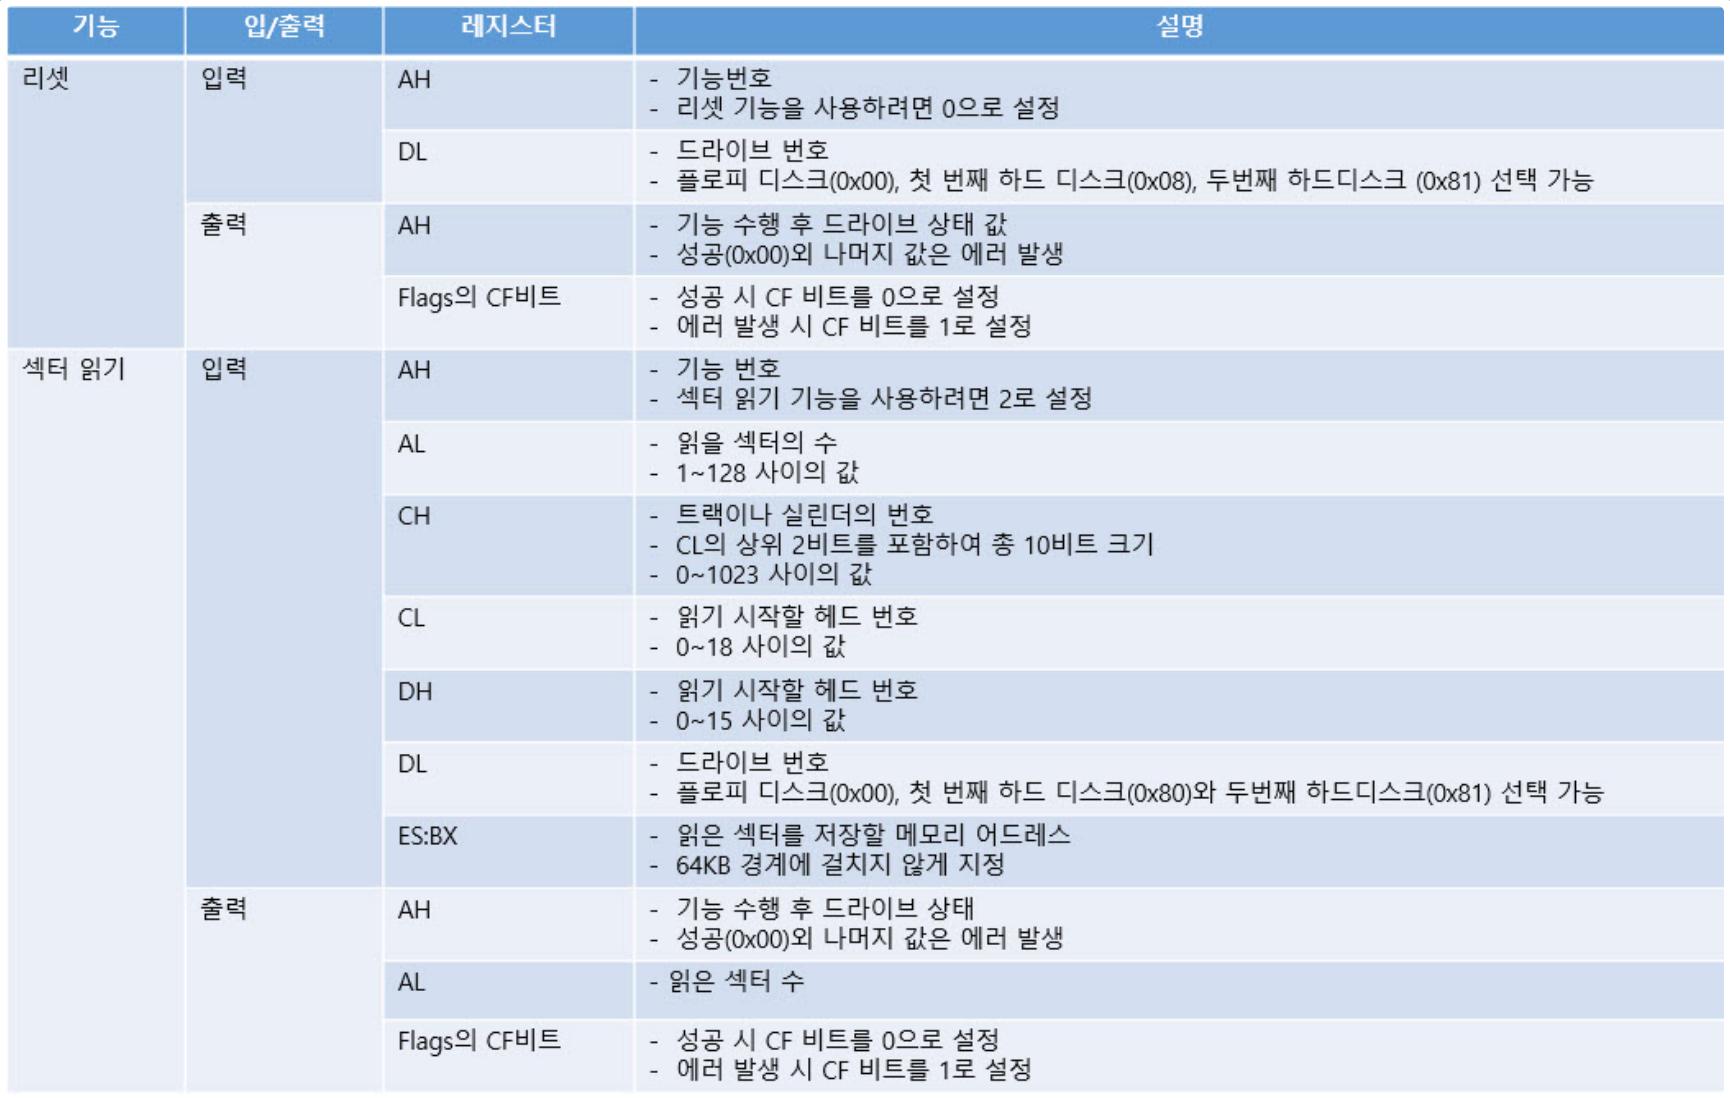 기능 입/출력 레지스터 설명
리셋 입력 AH - 기능번호
- 리셋 기능을 사용하려면 0으로 설정
DL - 드라이브 번호
- 플로피 디스크(0x00), 첫 번째 하드 디스크(0x08), 두번째 하드디스크 (0x81) 선택 가능
출력 AH - 기능 수행 후 드라이브 상태 값
- 성공(0x00)외 나머지 값은 에러 발생
Flags의 CF비트 - 성공 시 CF 비트를 0으로 설정
- 에러 발생 시 CF 비트를 1로 설정
섹터 읽기 입력 AH - 기능 번호
- 섹터 읽기 기능을 사용하려면 2로 설정
AL - 읽을 섹터의 수
- 1~128 사이의 값
CH - 트랙이나 실린더의 번호
- CL의 상위 2비트를 포함하여 총 10비트 크기
- 0~1023 사이의 값
CL - 읽기 시작할 헤드 번호
- 0~18 사이의 값
DH - 읽기 시작할 헤드 번호
- 0~15 사이의 값
DL - 드라이브 번호
- 플로피 디스크(0x00), 첫 번째 하드 디스크(0x80)와 두번째 하드디스크(0x81) 선택 가능
ES:BX - 읽은 섹터를 저장할 메모리 어드레스
- 64KB 경계에 걸치지 않게 지정
출력 AH - 기능 수행 후 드라이브 상태
- 성공(0x00)외 나머지 값은 에러 발생
AL - 읽은 섹터 수
Flags의 CF비트 - 성공 시 CF 비트를 0으로 설정
- 에러 발생 시 CF 비트를 1로 설정